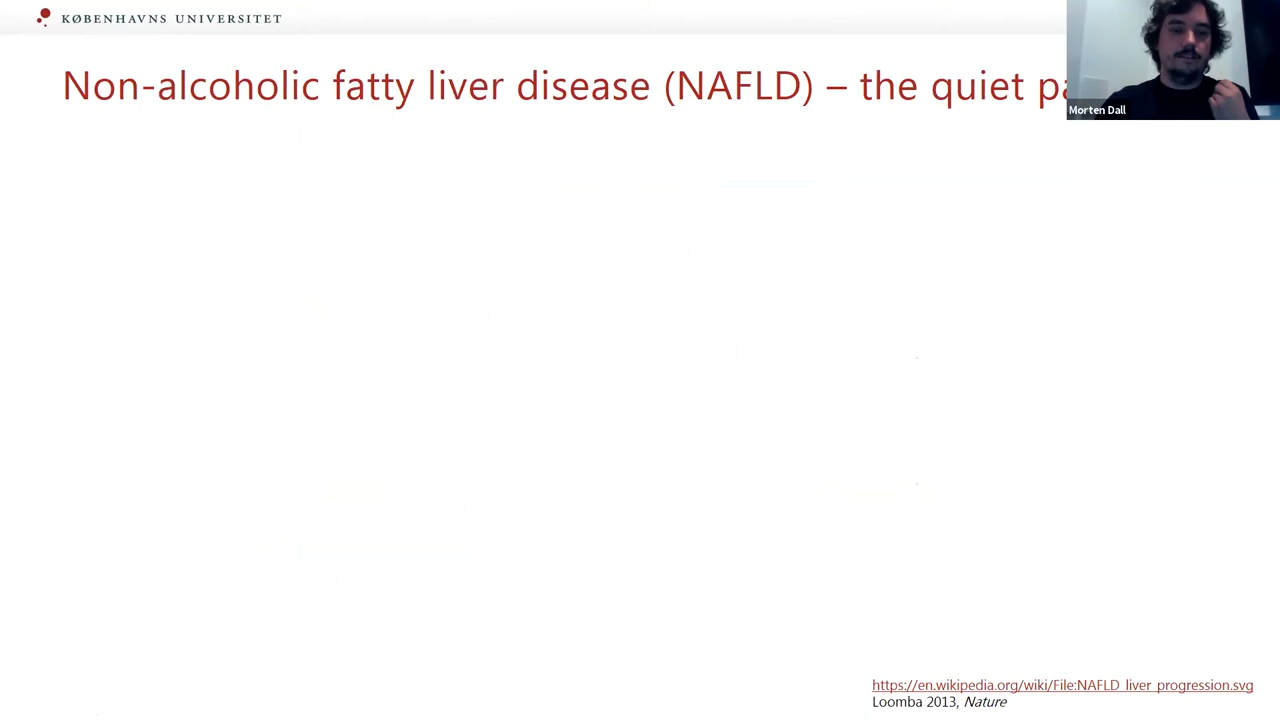 KØBENHAVNS UNIVERSITET
Non-alcoholic fatty liver disease (NAFLD) – the quiet
Morten Dall
https://en.wikipedia.org/wiki/File:NAFLD_liver_progression.svg
Loomba 2013, Nature